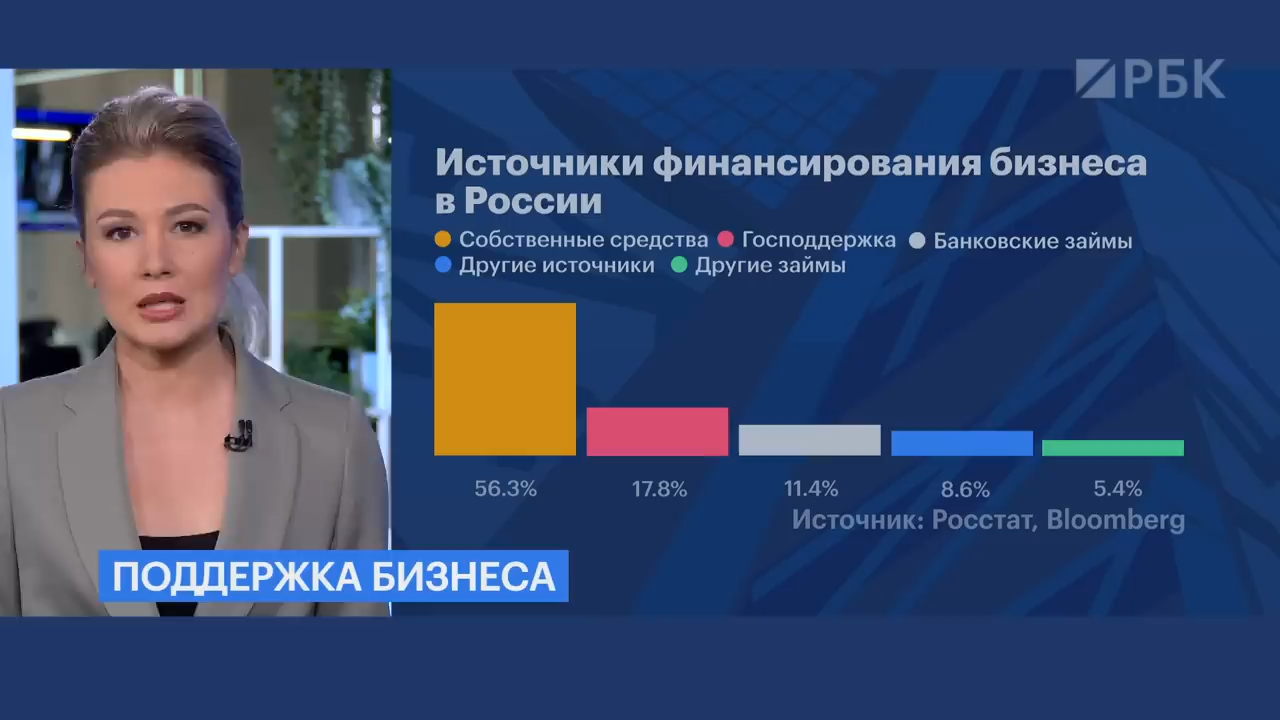 РБК
Источники финансирования бизнеса
в России
Собственные средства Господдержка Банковские займы
Другие источники Другие займы
56.3% 17.8% 11.4% 8.6% 5.4%
Источник: Росстат, Bloomberg
ПОДДЕРЖКА БИЗНЕСА